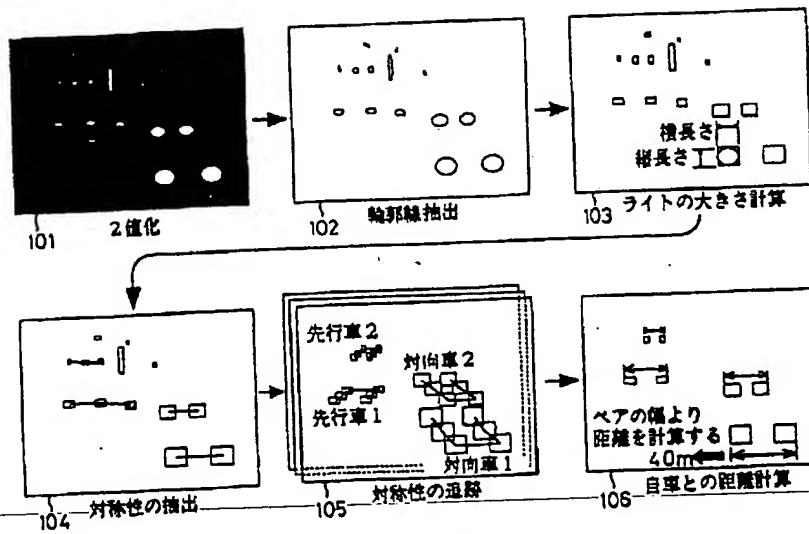 横長さ
縦長さ
101
2値化
102
輪郭線抽出
103
ライトの大きさ計算
先行車2
対向車2
先行車1
対向車1
ペアの幅より
距離を計算する
40m
104
対称性の抽出
105
対称性の追跡
106
自車との距離計算